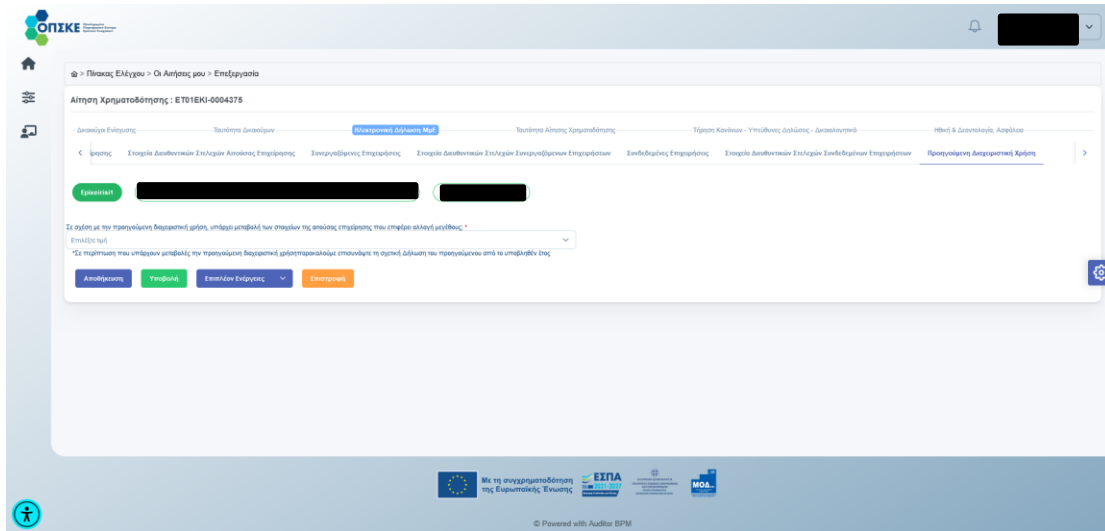 ΟΠΣΚΕ
> Πίνακας Ελέγχου > Οι Αιτήσεις μου > Επεξεργασία
Αίτηση Χρηματοδότησης : ET01EKI-0004375
Δικαιούχοι Ενίσχυσης Ταυτότητα Δικαιούχων Ηλεκτρονική Δήλωση ΜμΕ Ταυτότητα Αίτησης Χρηματοδότησης Τήρηση Κανόνων - Υπεύθυνες Δηλώσεις - Δικαιολογητικά Ηθική & Δεοντολογία, Ασφάλεια
Στοιχεία Διευθυντικών Στελεχών Αιτούσας Επιχείρησης Συνεργαζόμενες Επιχειρήσεις Στοιχεία Διευθυντικών Στελεχών Συνεργαζόμενων Επιχειρήσεων Συνδεδεμένες Επιχειρήσεις Στοιχεία Διευθυντικών Στελεχών Συνδεδεμένων Επιχειρήσεων Προηγούμενη Διαχειριστική Χρήση
Σε σχέση με την προηγούμενη διαχειριστική χρήση, υπάρχει μεταβολή των στοιχείων της αιτούσας επιχείρησης που επιφέρει αλλαγή μεγέθους; *
Επιλέξτε τιμή
*Σε περίπτωση που υπάρχουν μεταβολές την προηγούμενη διαχειριστική χρήσηπαρακαλούμε επισυνάψτε τη σχετική Δήλωση του προηγούμενου από το υποβληθέν έτος
Αποθήκευση Υποβολή Επιπλέον Ενέργειες Επιστροφή
Με τη συγχρηματοδότηση
της Ευρωπαϊκής Ένωσης
ΕΣΠΑ
2021-2027
ΜΟΔ
© Powered with Auditor BPM